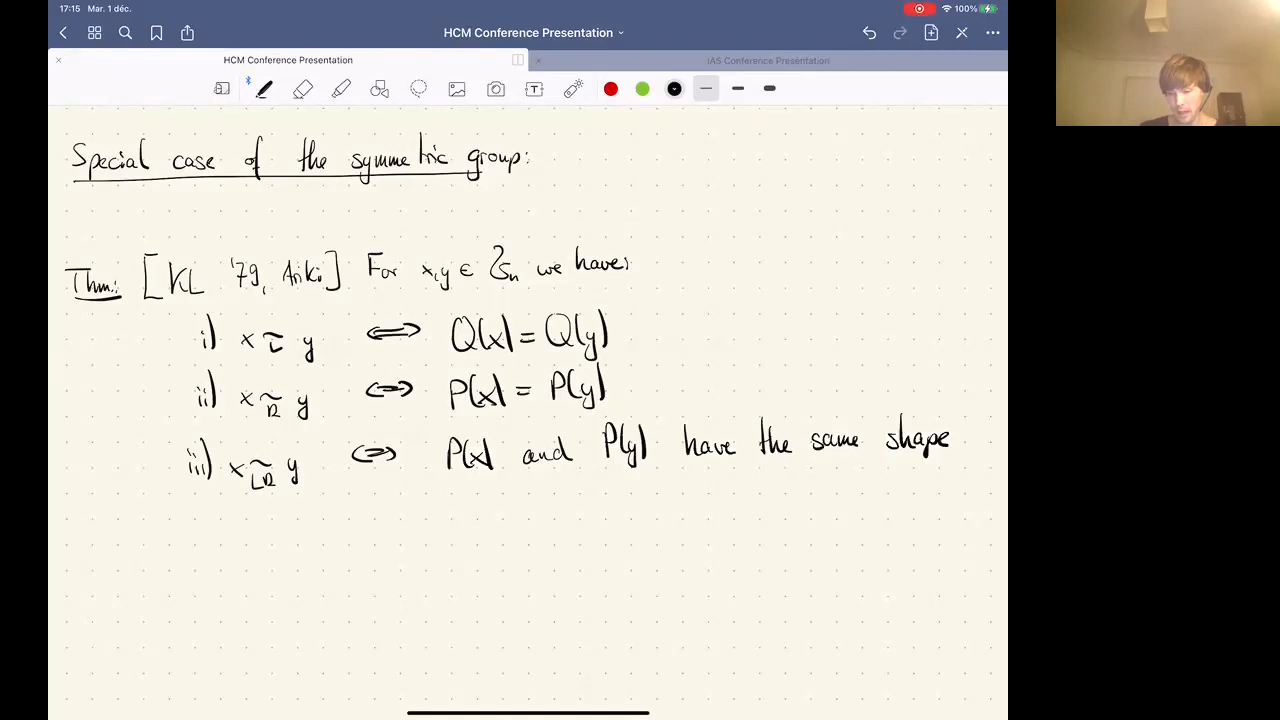 17:15 Mar. 1 déc. 100%
HCM Conference Presentation
HCM Conference Presentation
IAS Conference Presentation
Special case of the symmetric group:
Thm: [KL '79, Ariki] For x,y ∈ S_n we have:
i) x ~_L y ⟺ Q(x) = Q(y)
ii) x ~_R y ⟺ P(x) = P(y)
iii) x ~_LR y ⟺ P(x) and P(y) have the same shape